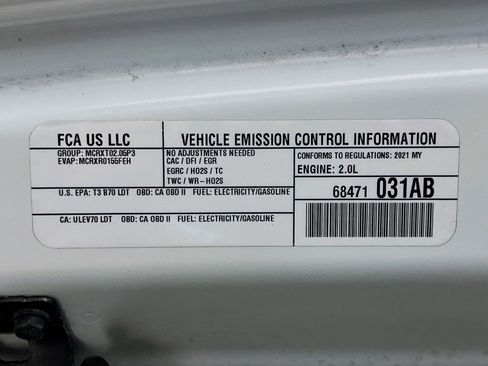 FCA US LLC
GROUP: MCRXT02.05P3
EVAP: MCRXR0155FEH
VEHICLE EMISSION CONTROL INFORMATION
NO ADJUSTMENTS NEEDED
CAC / DFI / EGR
EGRC / HO2S / TC
TWC / WR-HO2S
CONFORMS TO REGULATIONS: 2021 MY
ENGINE: 2.0L
68471 031AB
U.S. EPA: T3 B70 LDT OBD: CA OBD II FUEL: ELECTRICITY/GASOLINE
CA: ULEV70 LDT OBD: CA OBD II FUEL: ELECTRICITY/GASOLINE